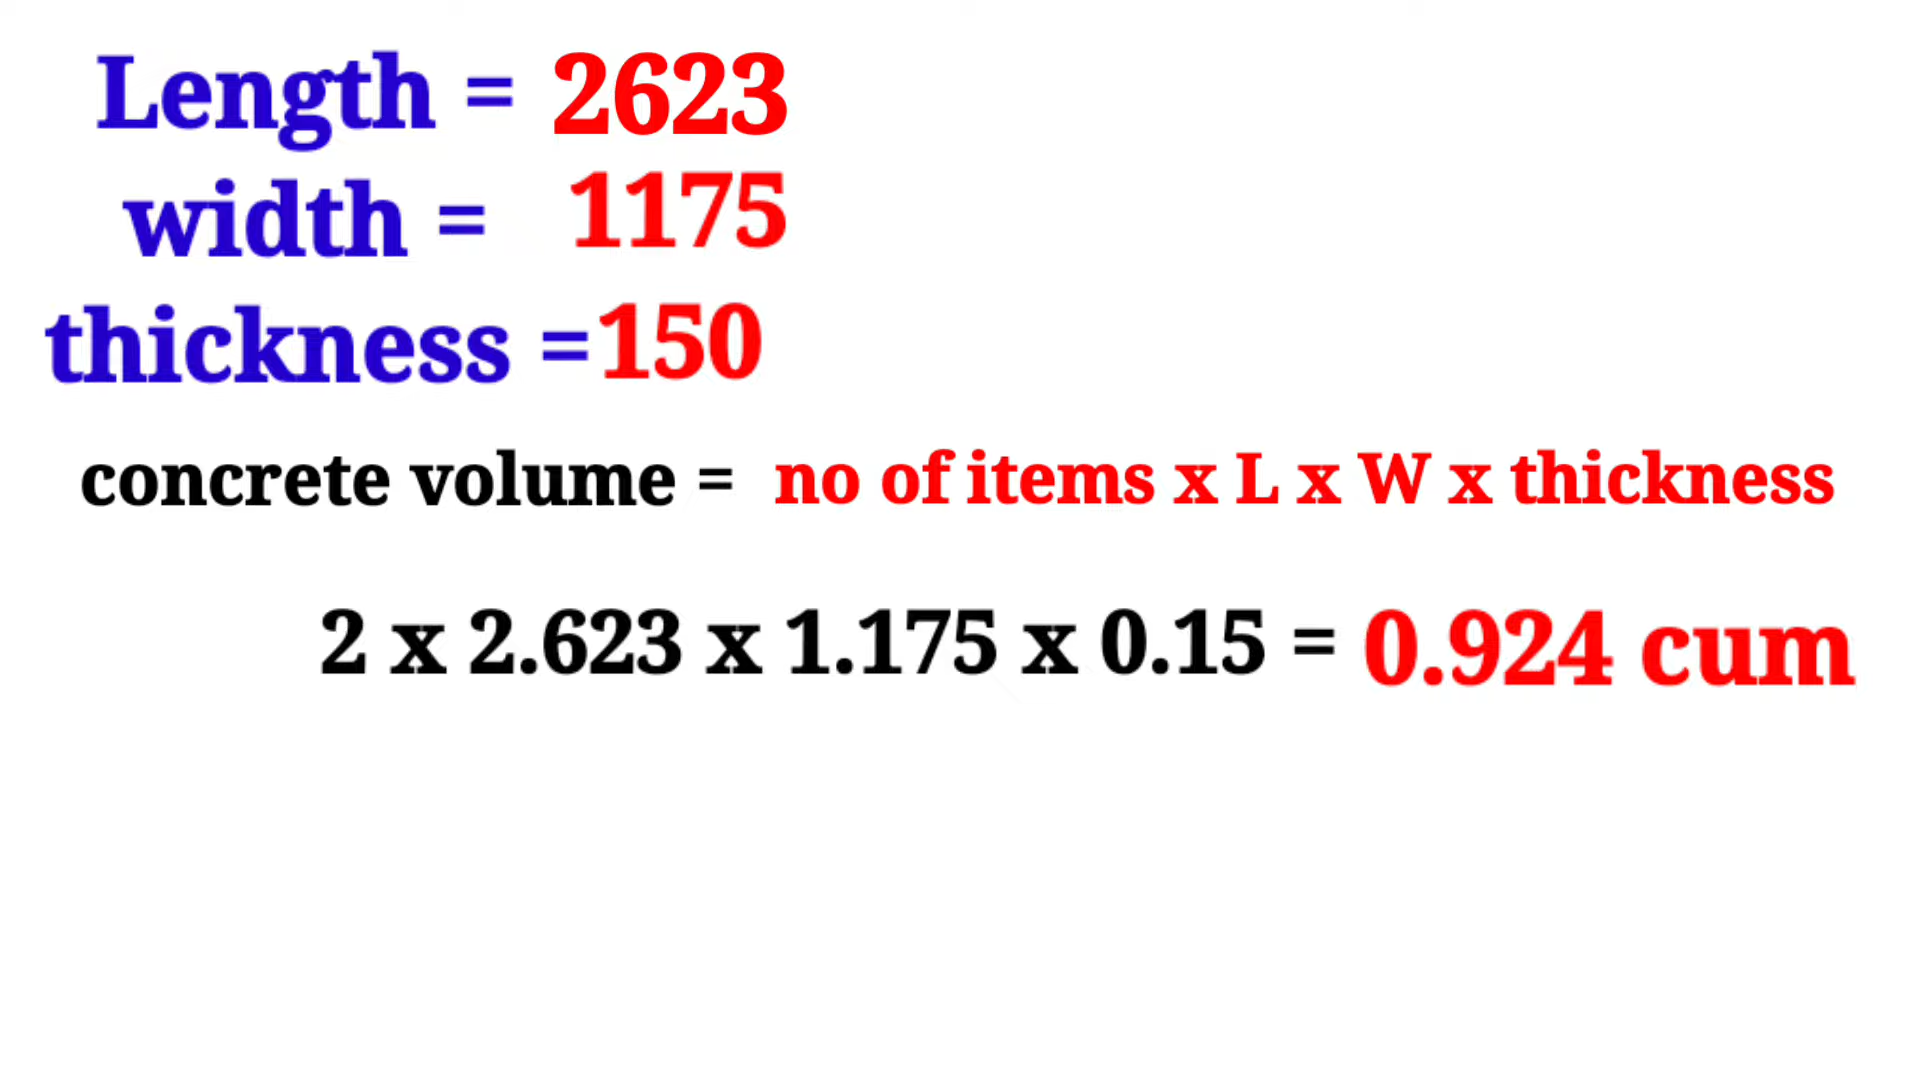 Length = 2623
width = 1175
thickness =150
concrete volume = no of items x L x W x thickness
2 x 2.623 x 1.175 x 0.15 = 0.924 cum